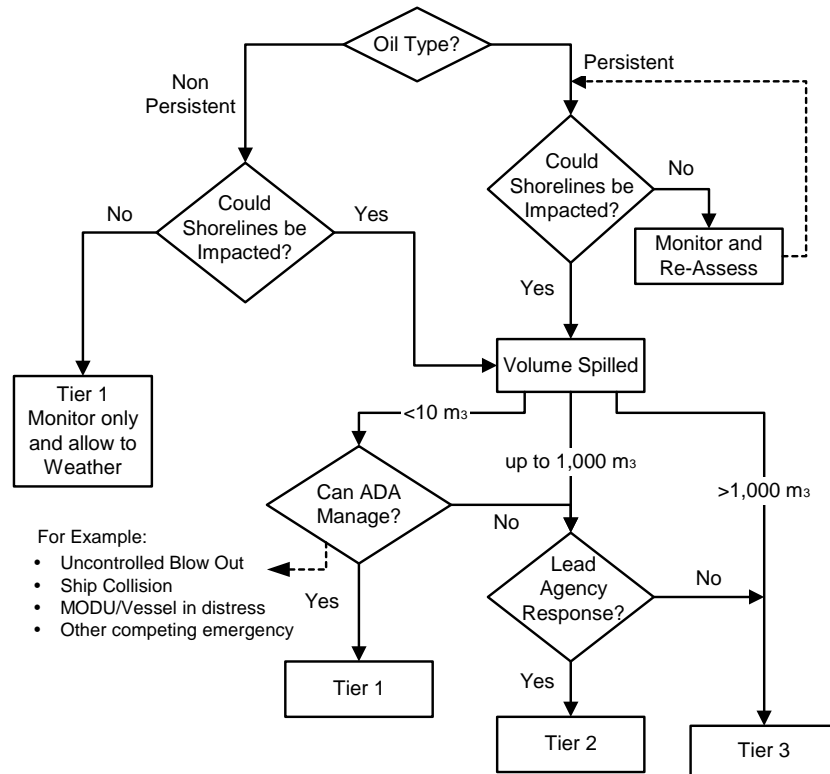 Oil Type?
Non
Persistent
Persistent
Could
Shorelines be
Impacted?
No
Yes
Could
Shorelines be
Impacted?
No
Monitor and
Re-Assess
Yes
Tier 1
Monitor only
and allow to
Weather
Volume Spilled
<10 m3
up to 1,000 m3
>1,000 m3
Can ADA
Manage?
No
Yes
For Example:
• Uncontrolled Blow Out
• Ship Collision
• MODU/Vessel in distress
• Other competing emergency
Lead
Agency
Response?
No
Yes
Tier 1
Tier 2
Tier 3